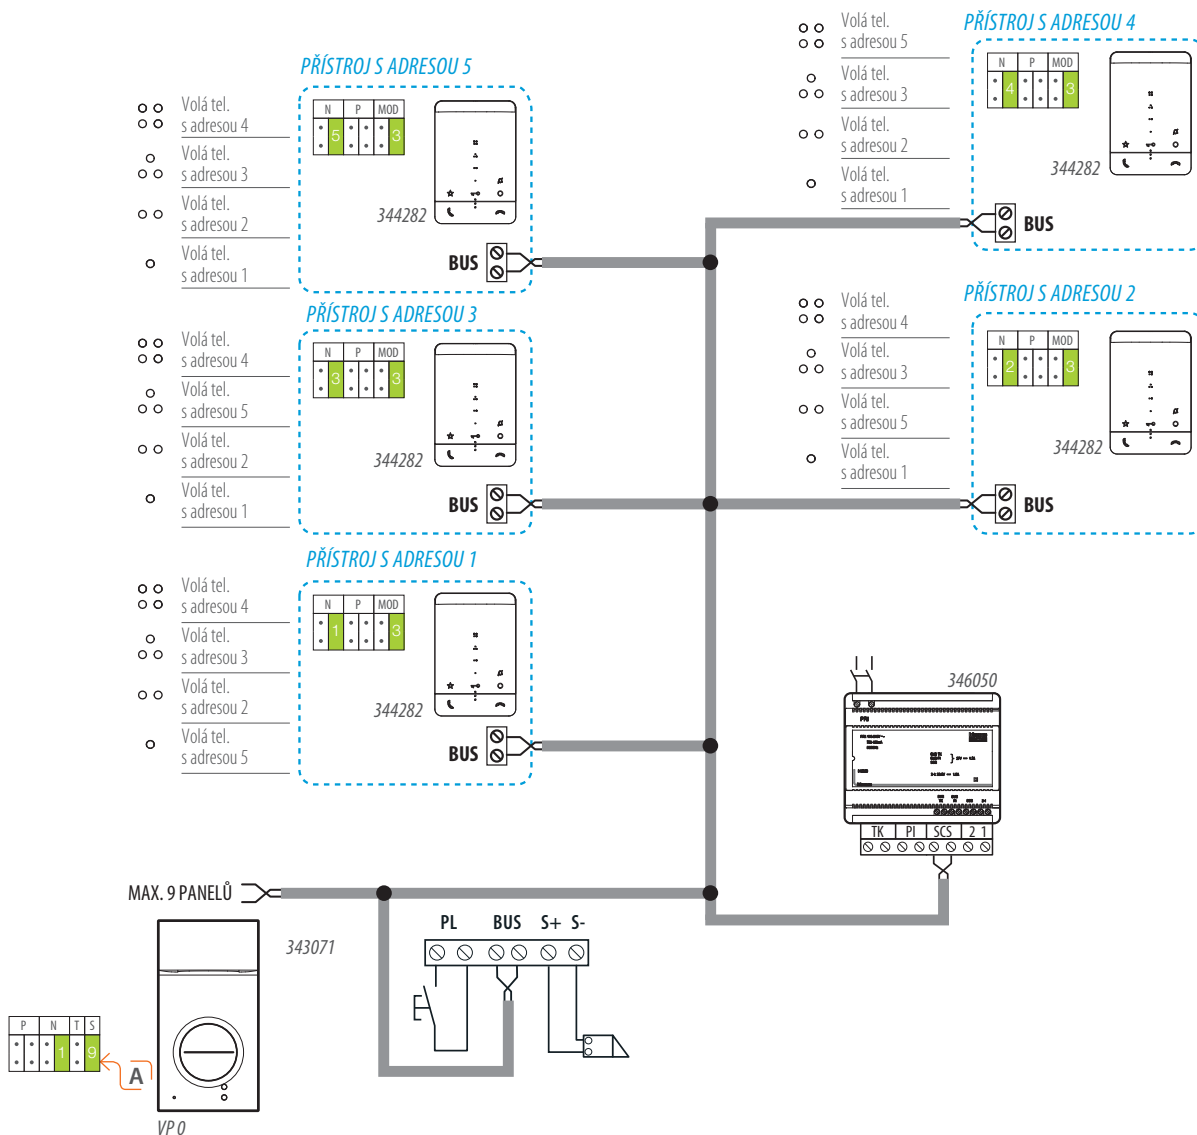 PŘÍSTROJ S ADRESOU 5
Volá tel.
s adresou 4
Volá tel.
s adresou 3
Volá tel.
s adresou 2
Volá tel.
s adresou 1
N P MOD
5 3
344282
BUS
PŘÍSTROJ S ADRESOU 4
Volá tel.
s adresou 5
Volá tel.
s adresou 3
Volá tel.
s adresou 2
Volá tel.
s adresou 1
N P MOD
4 3
344282
BUS
PŘÍSTROJ S ADRESOU 3
Volá tel.
s adresou 4
Volá tel.
s adresou 5
Volá tel.
s adresou 2
Volá tel.
s adresou 1
N P MOD
3 3
344282
BUS
PŘÍSTROJ S ADRESOU 2
Volá tel.
s adresou 4
Volá tel.
s adresou 3
Volá tel.
s adresou 5
Volá tel.
s adresou 1
N P MOD
2 3
344282
BUS
PŘÍSTROJ S ADRESOU 1
Volá tel.
s adresou 4
Volá tel.
s adresou 3
Volá tel.
s adresou 2
Volá tel.
s adresou 5
N P MOD
1 3
344282
BUS
346050
PRI
TK PI SCS 2 1
MAX. 9 PANELŮ
343071
PL BUS S+ S-
P N T S
1 9
A
VP 0